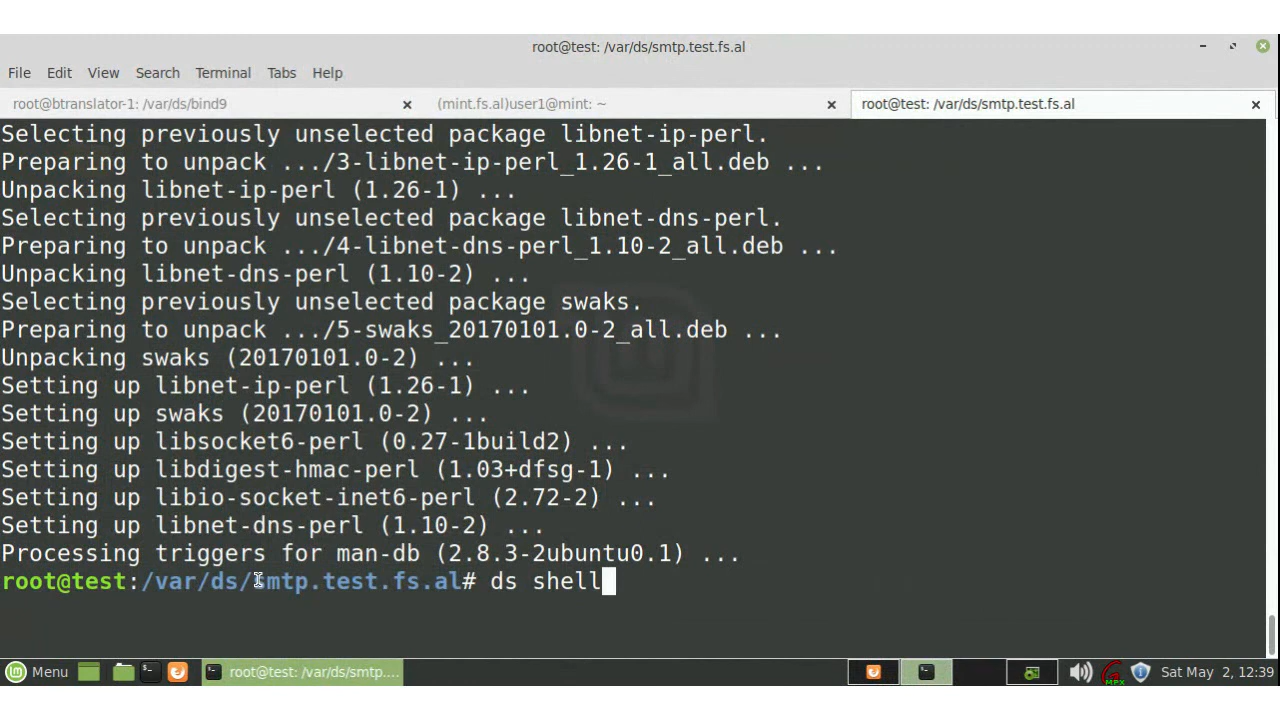 root@test: /var/ds/smtp.test.fs.al
File Edit View Search Terminal Tabs Help
root@btranslator-1: /var/ds/bind9
(mint.fs.al)user1@mint: ~
root@test: /var/ds/smtp.test.fs.al
Selecting previously unselected package libnet-ip-perl.
Preparing to unpack .../3-libnet-ip-perl_1.26-1_all.deb ...
Unpacking libnet-ip-perl (1.26-1) ...
Selecting previously unselected package libnet-dns-perl.
Preparing to unpack .../4-libnet-dns-perl_1.10-2_all.deb ...
Unpacking libnet-dns-perl (1.10-2) ...
Selecting previously unselected package swaks.
Preparing to unpack .../5-swaks_20170101.0-2_all.deb ...
Unpacking swaks (20170101.0-2) ...
Setting up libnet-ip-perl (1.26-1) ...
Setting up swaks (20170101.0-2) ...
Setting up libsocket6-perl (0.27-1build2) ...
Setting up libdigest-hmac-perl (1.03+dfsg-1) ...
Setting up libio-socket-inet6-perl (2.72-2) ...
Setting up libnet-dns-perl (1.10-2) ...
Processing triggers for man-db (2.8.3-2ubuntu0.1) ...
root@test:/var/ds/smtp.test.fs.al# ds shell
Menu
root@test: /var/ds/smtp....
MPX
Sat May 2, 12:39